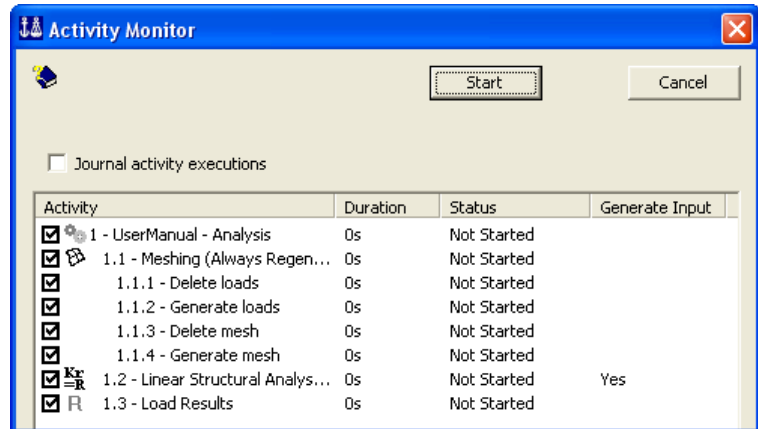 Activity Monitor
Start Cancel
Journal activity executions
Activity Duration Status Generate Input
1 - UserManual - Analysis 0s Not Started
1.1 - Meshing (Always Regen... 0s Not Started
1.1.1 - Delete loads 0s Not Started
1.1.2 - Generate loads 0s Not Started
1.1.3 - Delete mesh 0s Not Started
1.1.4 - Generate mesh 0s Not Started
Kr=R 1.2 - Linear Structural Analys... 0s Not Started Yes
R 1.3 - Load Results 0s Not Started